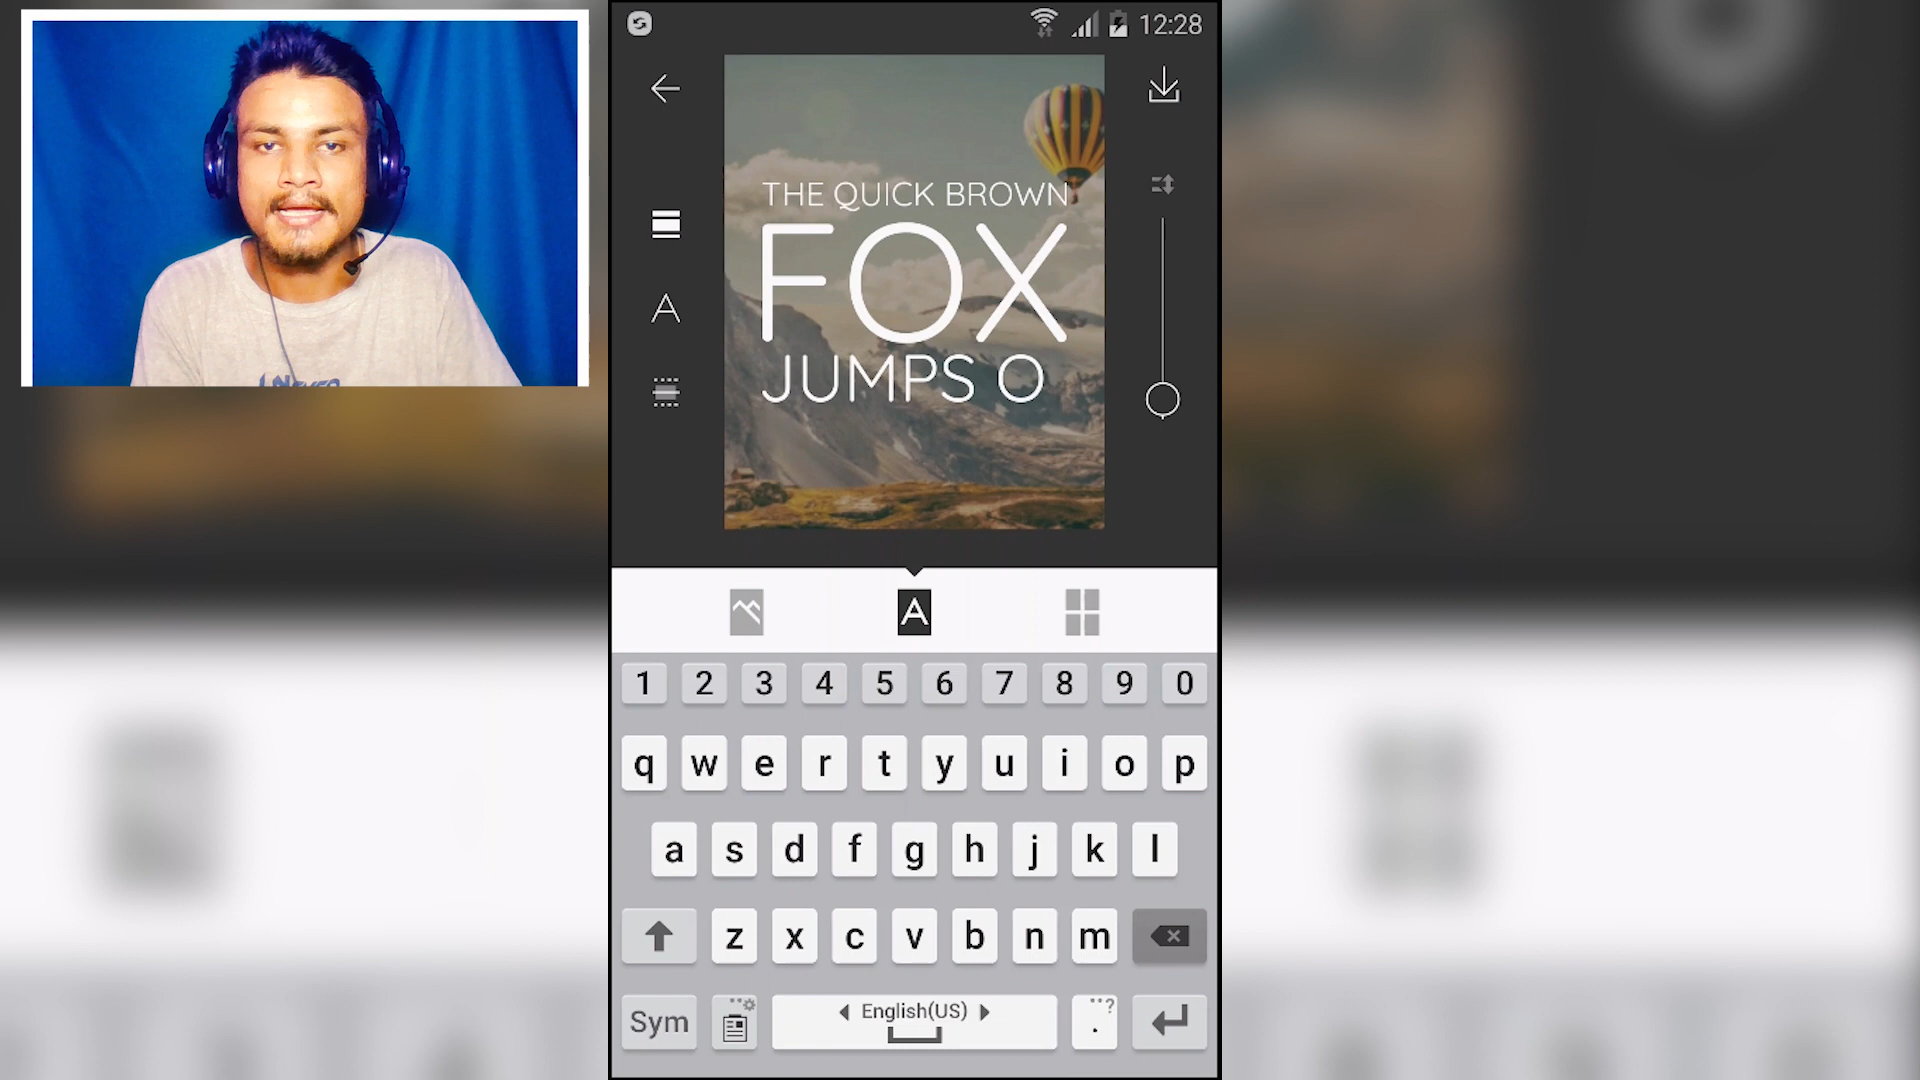 12:28
THE QUICK BROWN
FOX
JUMPS O
A
A
1 2 3 4 5 6 7 8 9 0
q w e r t y u i o p
a s d f g h j k l
z x c v b n m
Sym English(US) . ?